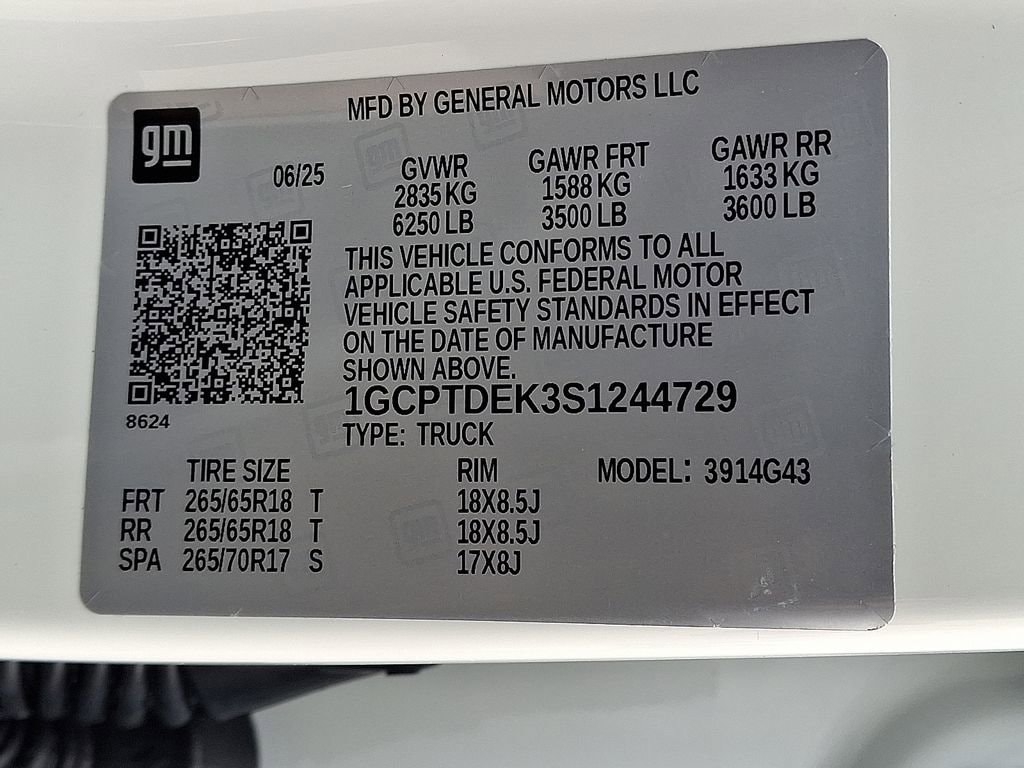 MFD BY GENERAL MOTORS LLC
gm
06/25
GVWR GAWR FRT GAWR RR
2835 KG 1588 KG 1633 KG
6250 LB 3500 LB 3600 LB
THIS VEHICLE CONFORMS TO ALL
APPLICABLE U.S. FEDERAL MOTOR
VEHICLE SAFETY STANDARDS IN EFFECT
ON THE DATE OF MANUFACTURE
SHOWN ABOVE.
1GCPTDEK3S1244729
8624
TYPE: TRUCK
TIRE SIZE RIM MODEL: 3914G43
FRT 265/65R18 T 18X8.5J
RR 265/65R18 T 18X8.5J
SPA 265/70R17 S 17X8J